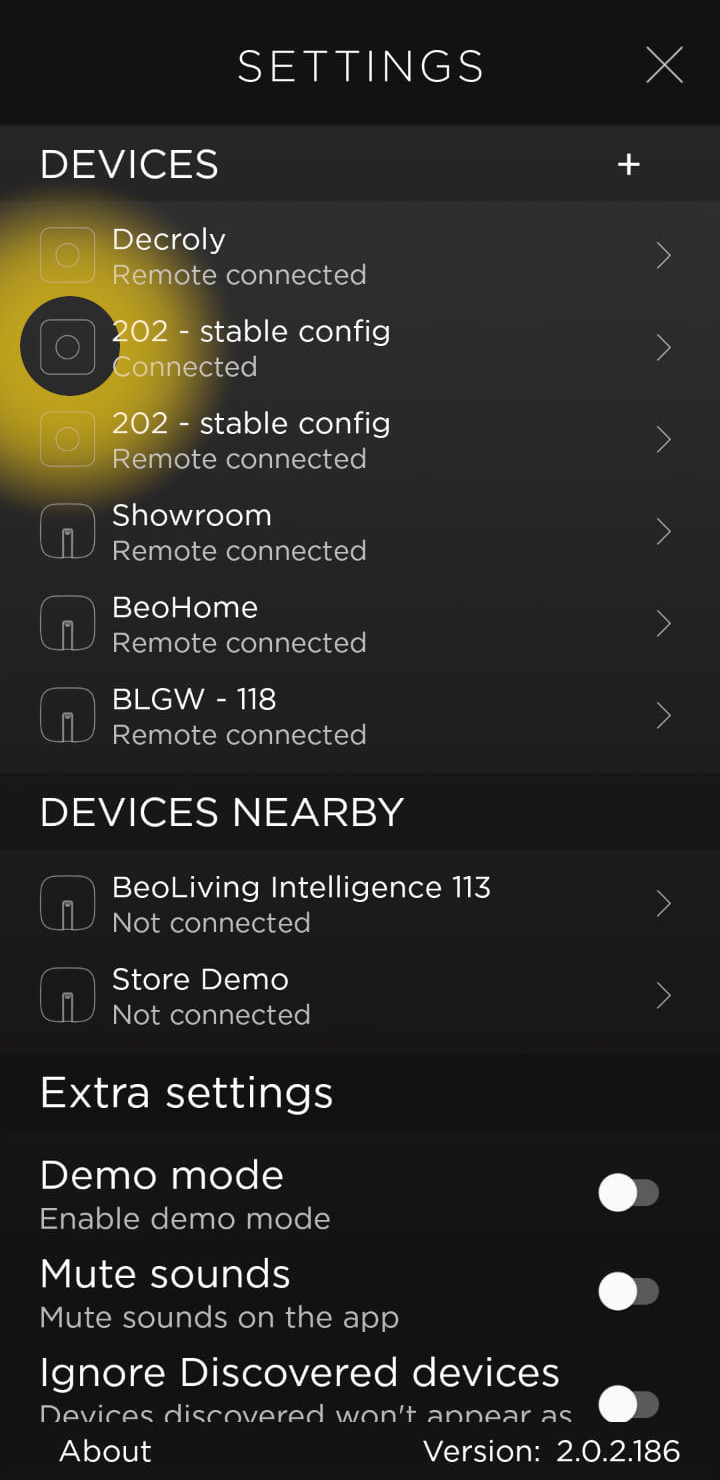 SETTINGS
DEVICES
Decroly
Remote connected
202 - stable config
Connected
202 - stable config
Remote connected
Showroom
Remote connected
BeoHome
Remote connected
BLGW - 118
Remote connected
DEVICES NEARBY
BeoLiving Intelligence 113
Not connected
Store Demo
Not connected
Extra settings
Demo mode
Enable demo mode
Mute sounds
Mute sounds on the app
Ignore Discovered devices
Devices discovered won't appear as
About Version: 2.0.2.186